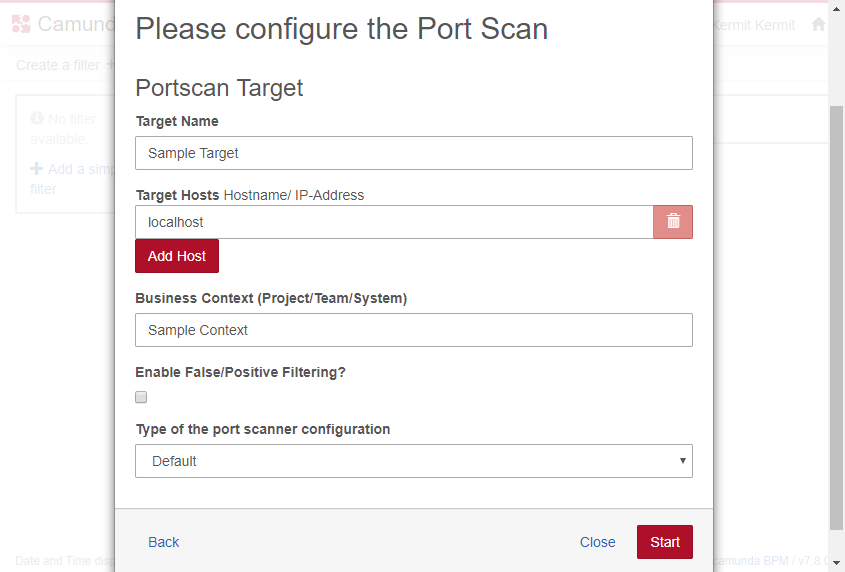 Please configure the Port Scan
Camund
Kermit Kermit
Create a filter +
Portscan Target
No filter
available.
Add a simp
filter
Target Name
Sample Target
Target Hosts Hostname/ IP-Address
localhost
Add Host
Business Context (Project/Team/System)
Sample Context
Enable False/Positive Filtering?
Type of the port scanner configuration
Default
Back
Close
Start
Date and Time disp
camunda BPM / v7.8.0